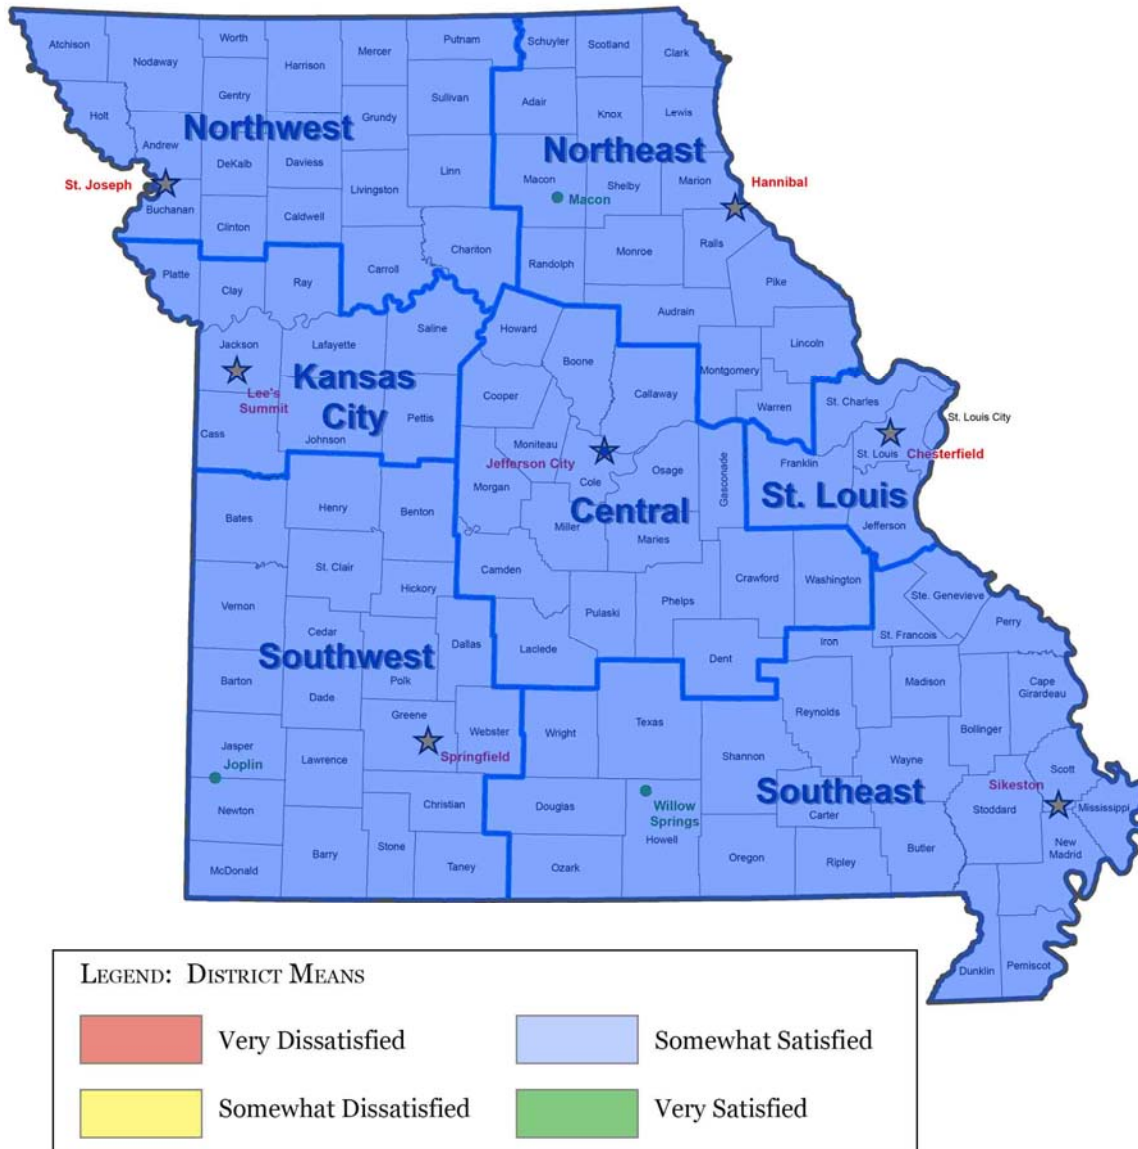 Atchison
Nodaway
Worth
Harrison
Mercer
Putnam
Schuyler
Scotland
Clark
Holt
Gentry
Sullivan
Adair
Knox
Lewis
Andrew
Northwest
Grundy
Northeast
DeKalb
Daviess
Linn
St. Joseph
Livingston
Macon
Macon
Shelby
Marion
Hannibal
Buchanan
Clinton
Caldwell
Chariton
Carroll
Randolph
Monroe
Ralls
Platte
Clay
Ray
Pike
Saline
Audrain
Howard
Jackson
Lafayette
Boone
Lincoln
Kansas
City
Lee's
Summit
Cooper
Callaway
Montgomery
Warren
St. Charles
St. Louis City
Cass
Johnson
Pettis
Moniteau
Jefferson City
Cole
Osage
Gasconade
Franklin
St. Louis
Chesterfield
St. Louis
Morgan
Central
Bates
Henry
Benton
Miller
Maries
Jefferson
St. Clair
Hickory
Camden
Crawford
Washington
Vernon
Pulaski
Phelps
Ste. Genevieve
Cedar
Dallas
Laclede
Dent
Iron
St. Francois
Perry
Southwest
Barton
Polk
Madison
Cape
Girardeau
Dade
Greene
Webster
Wright
Texas
Reynolds
Bollinger
Jasper
Joplin
Lawrence
Springfield
Shannon
Wayne
Scott
Sikeston
Southeast
Newton
Christian
Douglas
Willow
Springs
Howell
Carter
Stoddard
Mississippi
McDonald
Barry
Stone
Taney
Ozark
Oregon
Ripley
Butler
New
Madrid
Dunklin
Pemiscot
LEGEND: DISTRICT MEANS
Very Dissatisfied
Somewhat Satisfied
Somewhat Dissatisfied
Very Satisfied